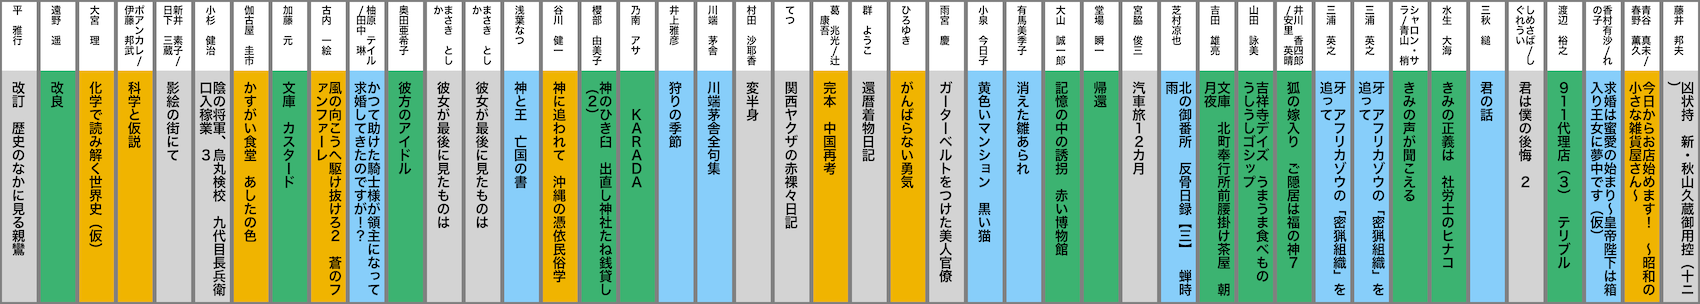 藤井 邦夫
凶状持 新・秋山久蔵御用控（十二
）
青谷 真未/
春野 薫久
今日からお店始めます！ ～昭和の
小さな雑貨屋さん～
香村有沙/れ
の子
求婚は蜜愛の始まり～皇帝陛下は箱
入り王女に夢中です（仮）
しめさばし/し
ぐれうい
渡辺 裕之
911代理店（３） テリブル
君は僕の後悔 2
三秋 縋
君の話
水生 大海
きみの正義は 社労士のヒナコ
シャロン・サ
ラ/青山 梢
きみの声が聞こえる
三浦 英之
牙 アフリカゾウの「密猟組織」を
追って
三浦 英之
牙 アフリカゾウの「密猟組織」を
追って
井川 香四郎
/安里 英晴
狐の嫁入り ご隠居は福の神７
山田 詠美
吉祥寺デイズ うまうま食べもの
うしうしゴシップ
吉田 雄亮
文庫 北町奉行所前腰掛け茶屋 朝
月夜
芝村凉也
北の御番所 反骨日録【三】 蝉時
雨
宮脇 俊三
汽車旅12カ月
堂場 瞬一
帰還
大山 誠一郎
記憶の中の誘拐 赤い博物館
有馬美季子
消えた雛あられ
小泉 今日子
黄色いマンション 黒い猫
雨宮 慶
ガーターベルトをつけた美人官僚
ひろゆき
がんばらない勇気
群 ようこ
還暦着物日記
葛 兆光/辻
康吾
完本 中国再考
てつ
関西ヤクザの赤裸々日記
村田 沙耶香
変半身
川端 茅舎
川端茅舎全句集
井上雅彦
狩りの季節
乃南 アサ
ＫＡＲＡＤＡ
櫻部 由美子
神のひき臼 出直し神社たね銭貸し
（２）
谷川 健一
神に追われて 沖縄の憑依民俗学
浅葉なつ
神と王 亡国の書
まさき とし
か
彼女が最後に見たものは
まさき とし
か
彼女が最後に見たものは
奥田亜希子
彼方のアイドル
柚原 テイル
/田中 琳
かつて助けた騎士様が領主になって
求婚してきたのですが！？
古内 一絵
風の向こうへ駆け抜けろ2 蒼のフ
ァンファーレ
加藤 元
文庫 カスタード
伽古屋 圭市
かすがい食堂 あしたの色
小杉 健治
陰の将軍、烏丸検校 九代目長兵衛
口入稼業 3
新井 素子/
日下 三蔵
影絵の街にて
ポアンカレ/
伊藤 邦武
科学と仮説
大宮 理
化学で読み解く世界史（仮）
遠野 遥
改良
平 雅行
改訂 歴史のなかに見る親鸞